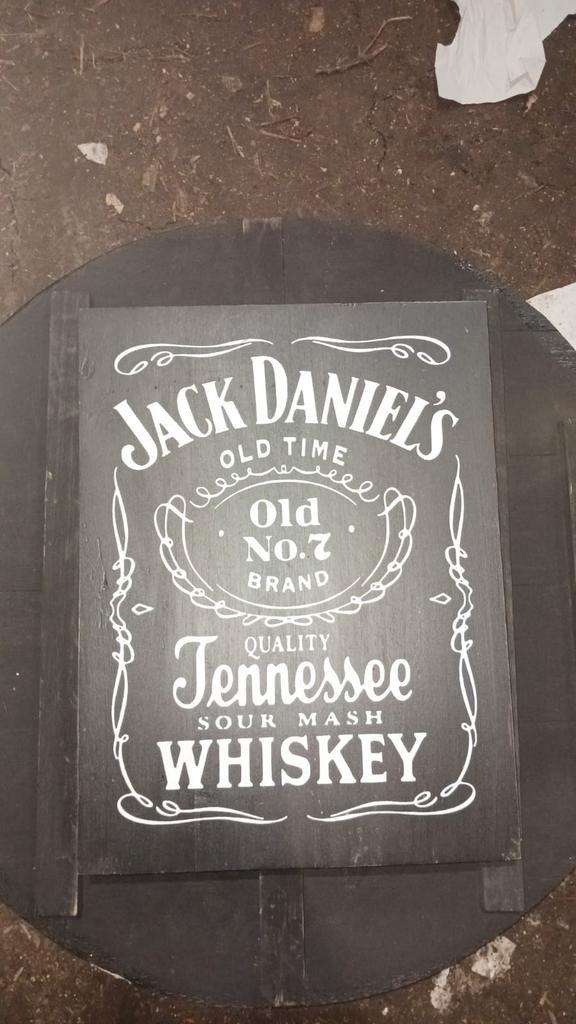 JACK DANIEL'S
OLD TIME
Old
No.7
BRAND
QUALITY
Tennessee
SOUR MASH
WHISKEY